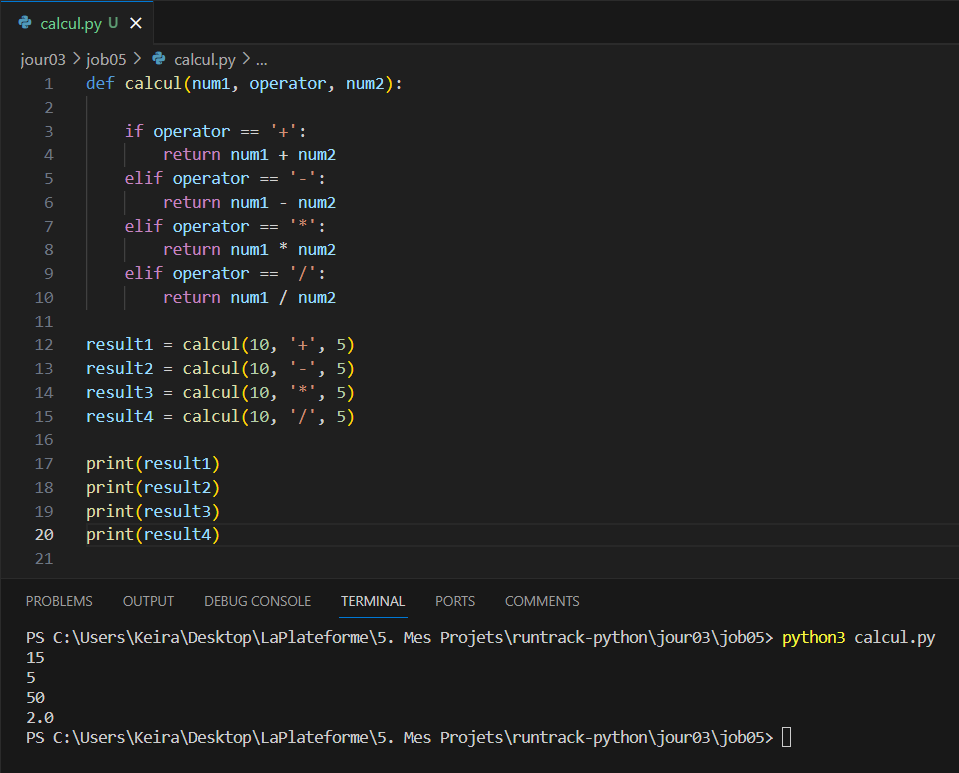 calcul.py U
jour03 > job05 > calcul.py > ...
1 def calcul(num1, operator, num2):
2
3     if operator == '+':
4         return num1 + num2
5     elif operator == '-':
6         return num1 - num2
7     elif operator == '*':
8         return num1 * num2
9     elif operator == '/':
10         return num1 / num2
11
12 result1 = calcul(10, '+', 5)
13 result2 = calcul(10, '-', 5)
14 result3 = calcul(10, '*', 5)
15 result4 = calcul(10, '/', 5)
16
17 print(result1)
18 print(result2)
19 print(result3)
20 print(result4)
21
PROBLEMS OUTPUT DEBUG CONSOLE TERMINAL PORTS COMMENTS
PS C:\Users\Keira\Desktop\LaPlateforme\5. Mes Projets\runtrack-python\jour03\job05> python3 calcul.py
15
5
50
2.0
PS C:\Users\Keira\Desktop\LaPlateforme\5. Mes Projets\runtrack-python\jour03\job05>